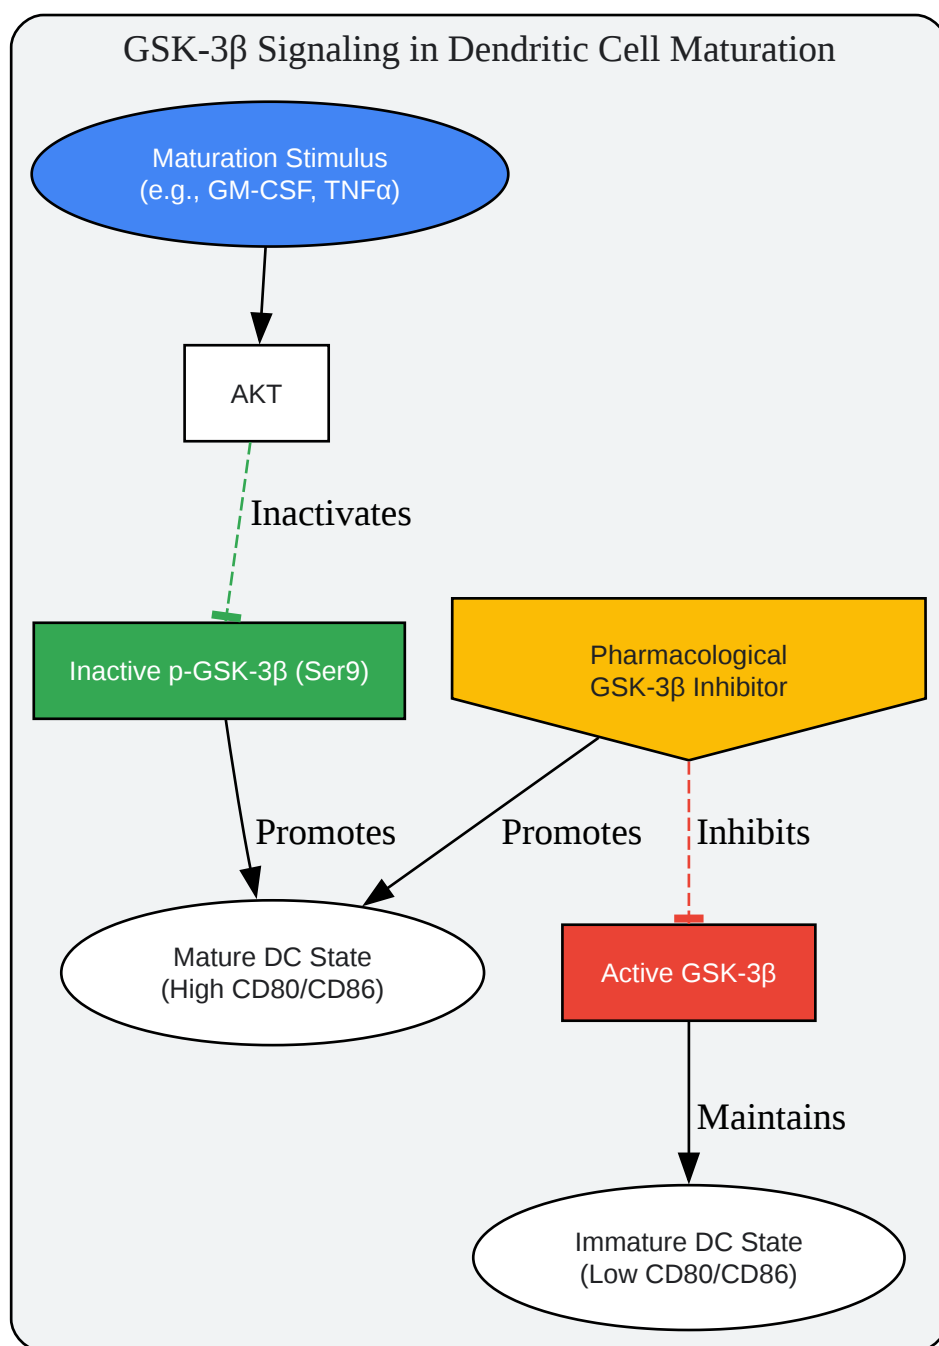 GSK-3β Signaling in Dendritic Cell Maturation
Maturation Stimulus
(e.g., GM-CSF, TNFα)
AKT
Inactivates
Inactive p-GSK-3β (Ser9)
Pharmacological
GSK-3β Inhibitor
Promotes
Promotes
Inhibits
Mature DC State
(High CD80/CD86)
Active GSK-3β
Maintains
Immature DC State
(Low CD80/CD86)